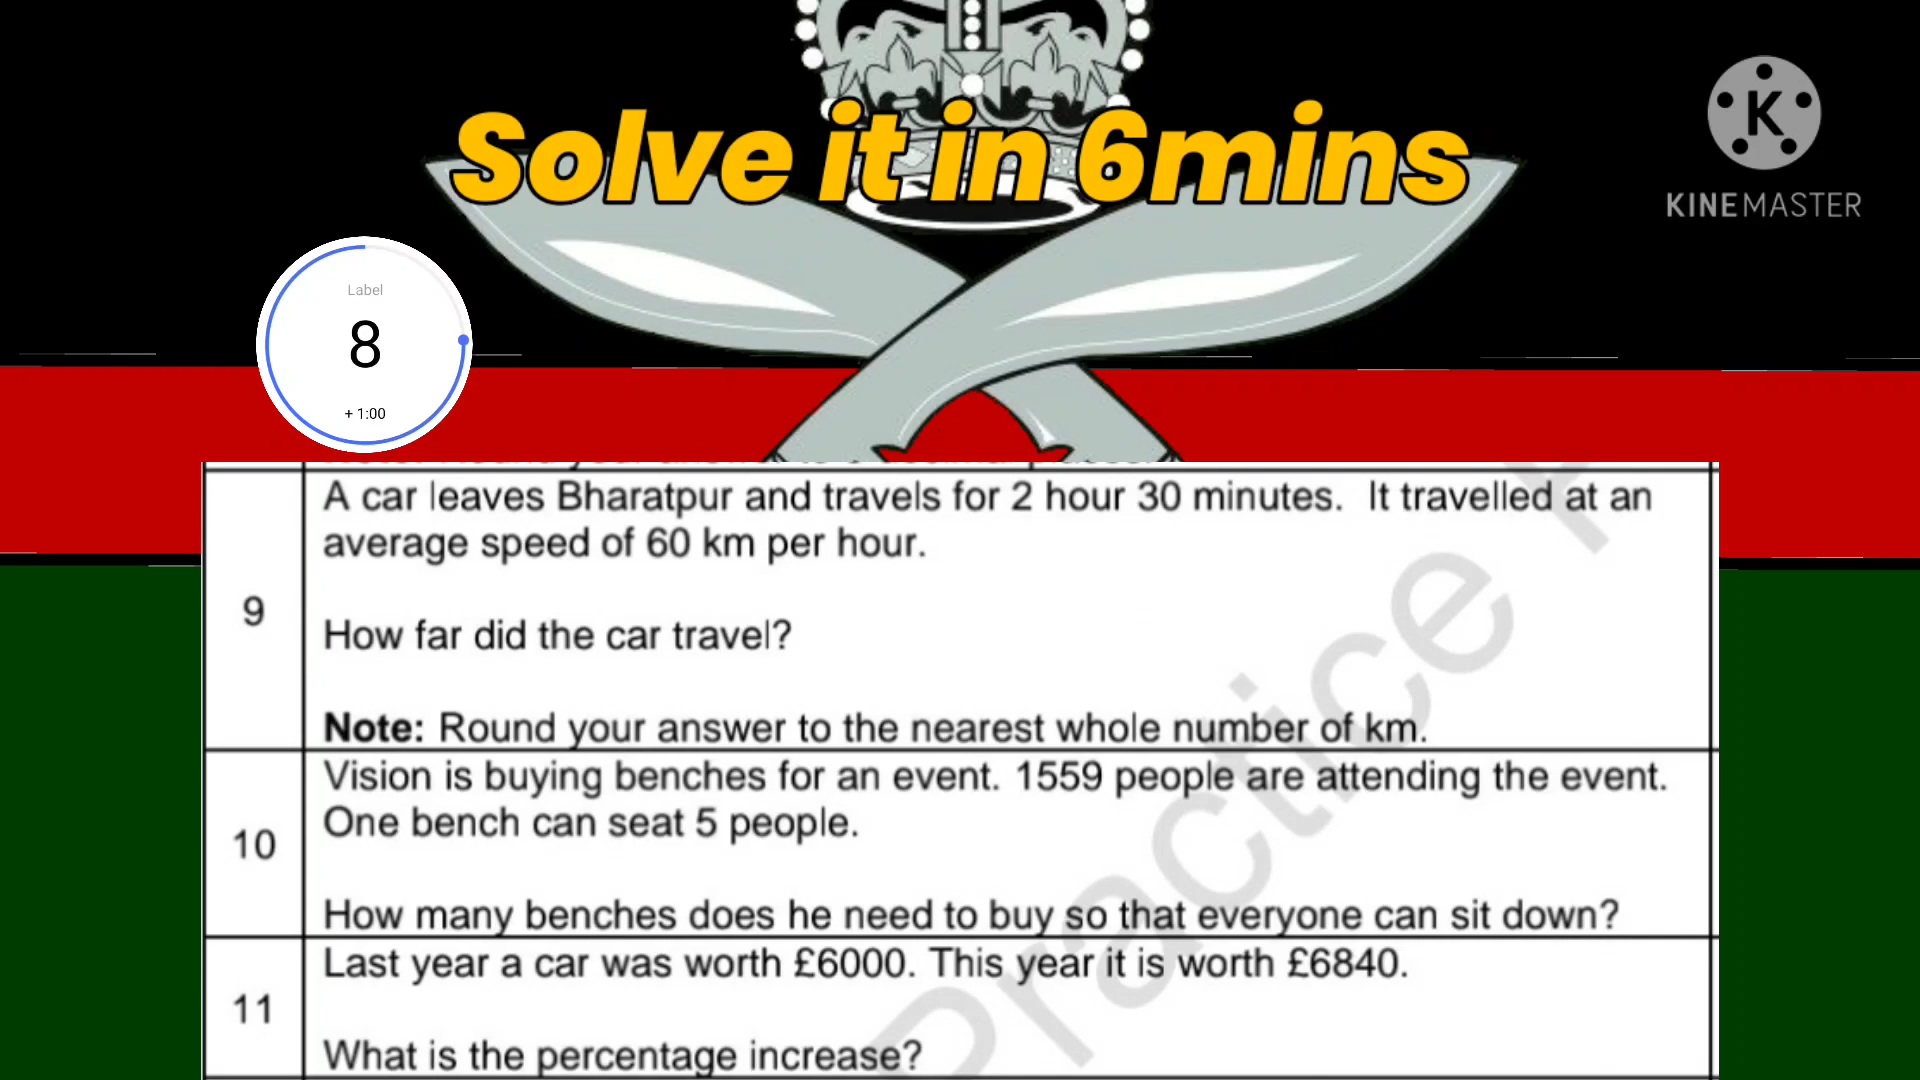 Solve it in 6mins
K
KINEMASTER
Label
8
+ 1:00
9
A car leaves Bharatpur and travels for 2 hour 30 minutes. It travelled at an
average speed of 60 km per hour.
How far did the car travel?
Note: Round your answer to the nearest whole number of km.
10
Vision is buying benches for an event. 1559 people are attending the event.
One bench can seat 5 people.
How many benches does he need to buy so that everyone can sit down?
11
Last year a car was worth £6000. This year it is worth £6840.
What is the percentage increase?
Practice